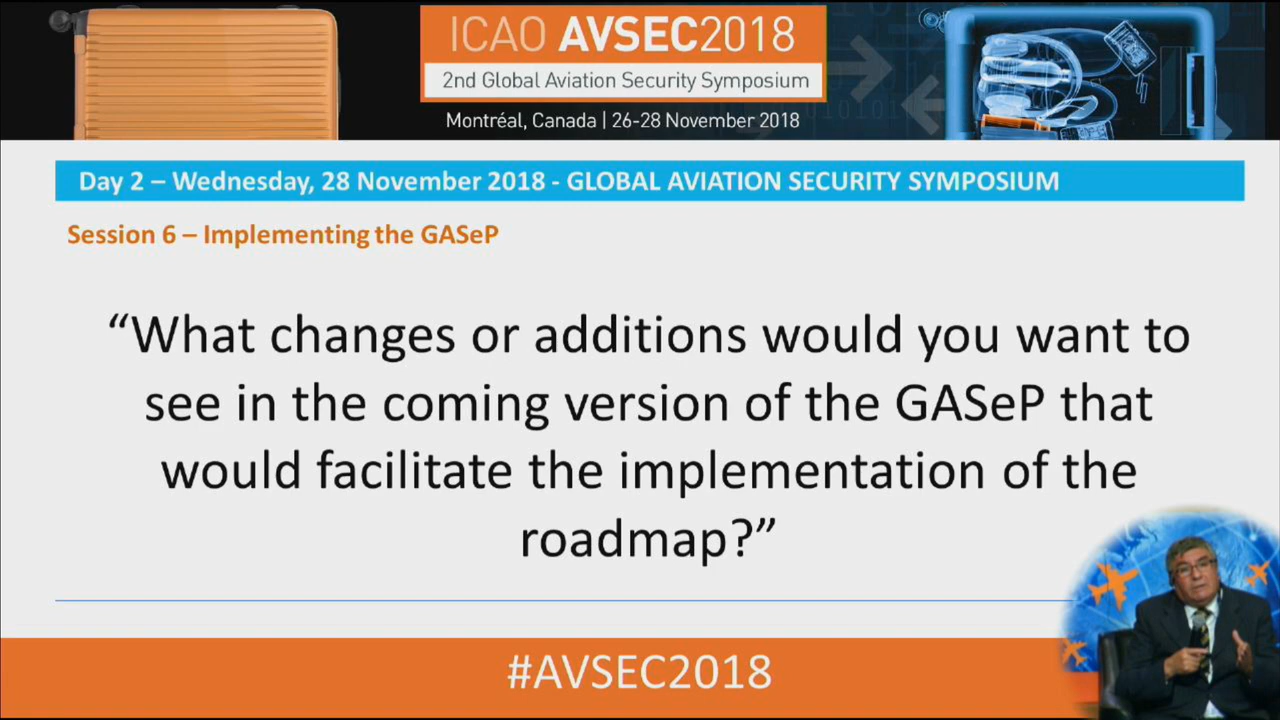 ICAO AVSEC2018
2nd Global Aviation Security Symposium
Montréal, Canada | 26-28 November 2018
Day 2 – Wednesday, 28 November 2018 - GLOBAL AVIATION SECURITY SYMPOSIUM
Session 6 – Implementing the GASeP
“What changes or additions would you want to
see in the coming version of the GASeP that
would facilitate the implementation of the
roadmap?”
#AVSEC2018